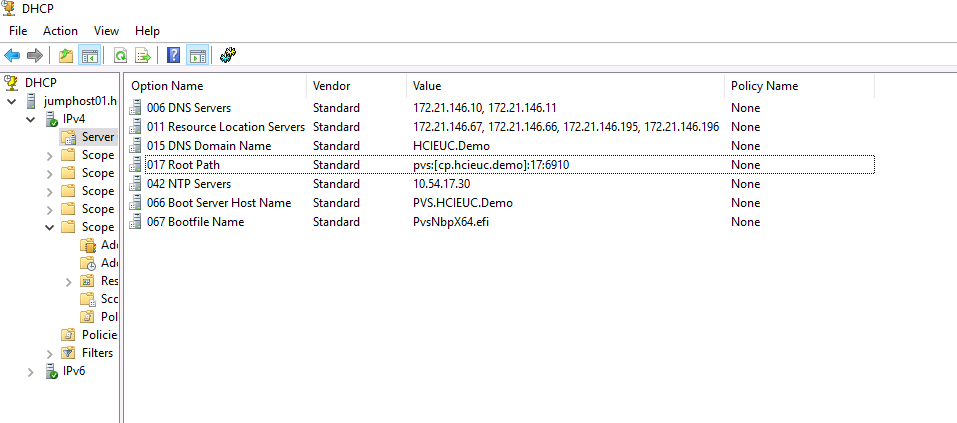 DHCP
File Action View Help
DHCP
jumphost01.h
IPv4
Server
Scope
Scope
Scope
Scope
Scope
Ad
Ad
Res
Sco
Pol
Policie
Filters
IPv6
Option Name Vendor Value Policy Name
006 DNS Servers Standard 172.21.146.10, 172.21.146.11 None
011 Resource Location Servers Standard 172.21.146.67, 172.21.146.66, 172.21.146.195, 172.21.146.196 None
015 DNS Domain Name Standard HCIEUC.Demo None
017 Root Path Standard pvs:[cp.hcieuc.demo]:17:6910 None
042 NTP Servers Standard 10.54.17.30 None
066 Boot Server Host Name Standard PVS.HCIEUC.Demo None
067 Bootfile Name Standard PvsNbpX64.efi None